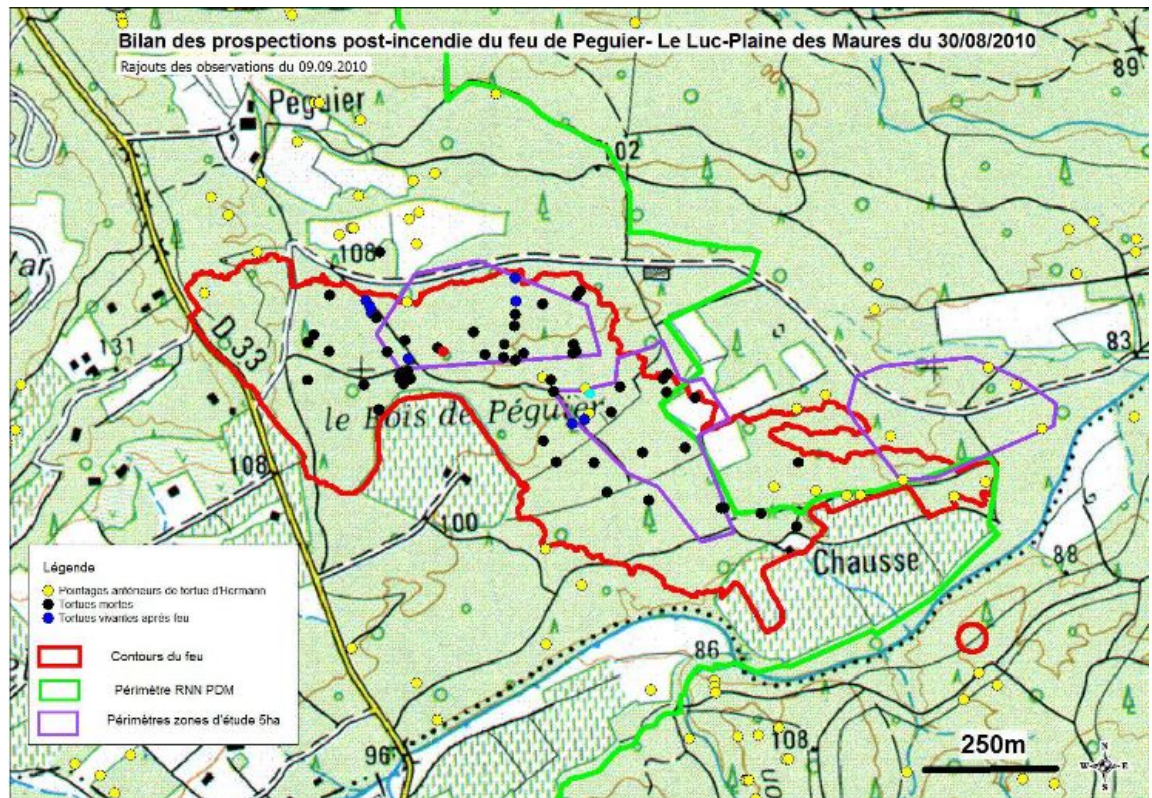 Bilan des prospections post-incendie du feu de Peguier- Le Luc-Plaine des Maures du 30/08/2010
Rajouts des observations du 09.09.2010
89
Péguier
102
108
ar
D.33
131
83
le Bois de Péguier
108
100
Chausse
88
86
96
108
Légende
Pointages antérieurs de tortue d'Hermann
Tortues mortes
Tortues vivantes après feu
Contours du feu
Périmètre RNN PDM
Périmètres zones d'étude 5ha
250m
N
W E
S